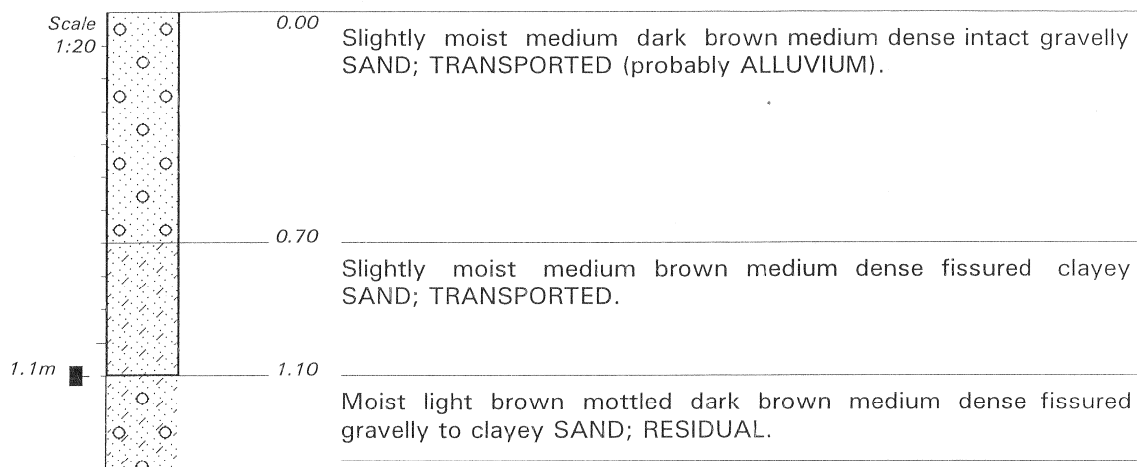 Scale
1:20
0.00
Slightly moist medium dark brown medium dense intact gravelly
SAND; TRANSPORTED (probably ALLUVIUM).
0.70
Slightly moist medium brown medium dense fissured clayey
SAND; TRANSPORTED.
1.1m
1.10
Moist light brown mottled dark brown medium dense fissured
gravelly to clayey SAND; RESIDUAL.